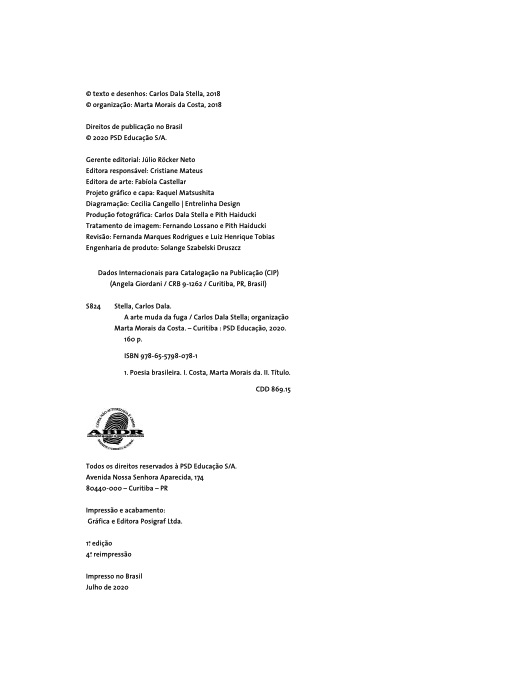 © texto e desenhos: Carlos Dala Stella, 2018
© organização: Marta Morais da Costa, 2018
Direitos de publicação no Brasil
© 2020 PSD Educação S/A.
Gerente editorial: Júlio Röcker Neto
Editora responsável: Cristiane Mateus
Editora de arte: Fabíola Castellar
Projeto gráfico e capa: Raquel Matsushita
Diagramação: Cecilia Cangello | Entrelinha Design
Produção fotográfica: Carlos Dala Stella e Pith Haiducki
Tratamento de imagem: Fernando Lossano e Pith Haiducki
Revisão: Fernanda Marques Rodrigues e Luiz Henrique Tobias
Engenharia de produto: Solange Szabelski Druszcz
Dados Internacionais para Catalogação na Publicação (CIP)
(Angela Giordani / CRB 9-1262 / Curitiba, PR, Brasil)
S824 Stella, Carlos Dala.
A arte muda da fuga / Carlos Dala Stella; organização
Marta Morais da Costa. – Curitiba : PSD Educação, 2020.
160 p.
ISBN 978-65-5798-078-1
1. Poesia brasileira. I. Costa, Marta Morais da. II. Título.
CDD 869.15
ABDR
Todos os direitos reservados à PSD Educação S/A.
Avenida Nossa Senhora Aparecida, 174
80440-000 – Curitiba – PR
Impressão e acabamento:
Gráfica e Editora Posigraf Ltda.
1ª edição
4ª reimpressão
Impresso no Brasil
Julho de 2020